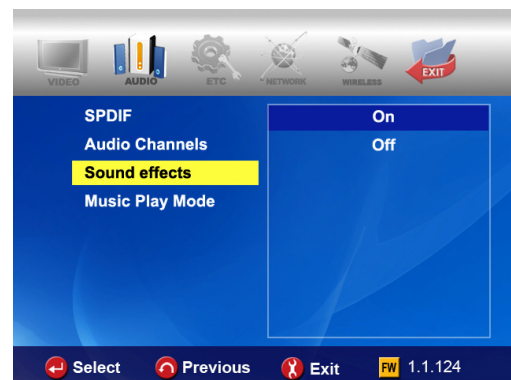 VIDEO AUDIO ETC NETWORK WIRELESS EXIT
SPDIF On
Audio Channels Off
Sound effects
Music Play Mode
Select Previous Exit FW 1.1.124